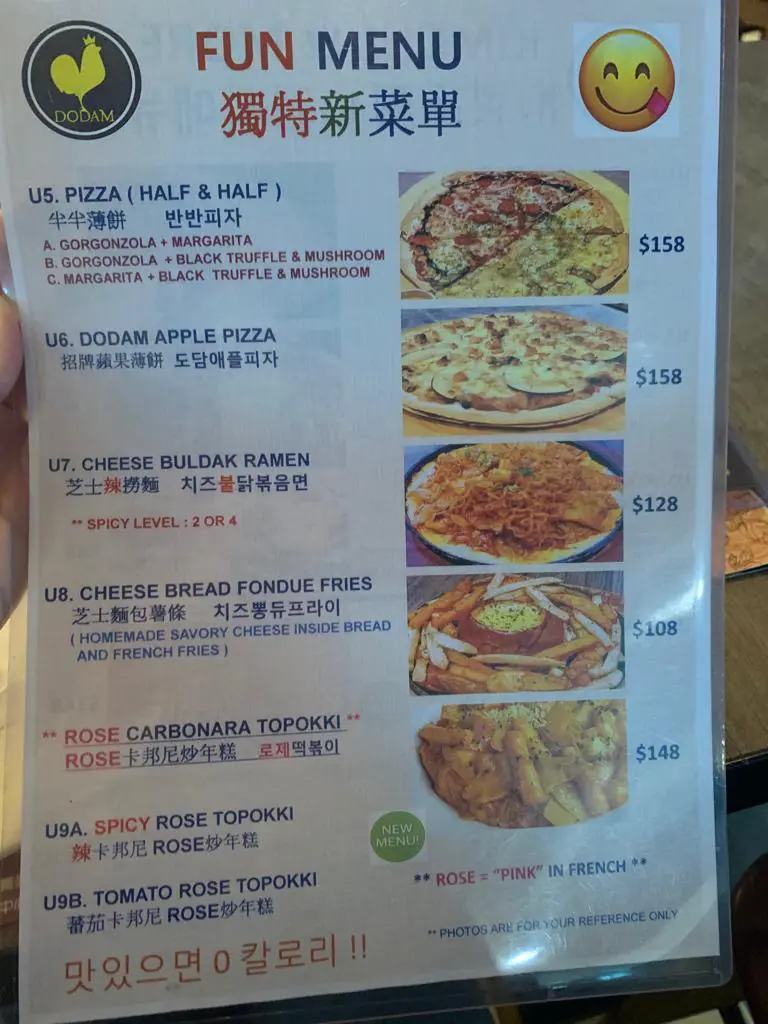 DODAM
FUN MENU
獨特新菜單
U5. PIZZA ( HALF & HALF )
半半薄餅 반반피자
A. GORGONZOLA + MARGARITA
B. GORGONZOLA + BLACK TRUFFLE & MUSHROOM
C. MARGARITA + BLACK TRUFFLE & MUSHROOM
$158
U6. DODAM APPLE PIZZA
招牌蘋果薄餅 도담애플피자
$158
U7. CHEESE BULDAK RAMEN
芝士辣撈麵 치즈불닭볶음면
** SPICY LEVEL : 2 OR 4
$128
U8. CHEESE BREAD FONDUE FRIES
芝士麵包薯條 치즈뽕듀프라이
( HOMEMADE SAVORY CHEESE INSIDE BREAD
AND FRENCH FRIES )
$108
** ROSE CARBONARA TOPOKKI **
ROSE卡邦尼炒年糕 로제떡볶이
$148
U9A. SPICY ROSE TOPOKKI
辣卡邦尼 ROSE炒年糕
NEW
MENU!
U9B. TOMATO ROSE TOPOKKI
蕃茄卡邦尼 ROSE炒年糕
** ROSE = “PINK” IN FRENCH **
** PHOTOS ARE FOR YOUR REFERENCE ONLY
맛있으면 0 칼로리 !!